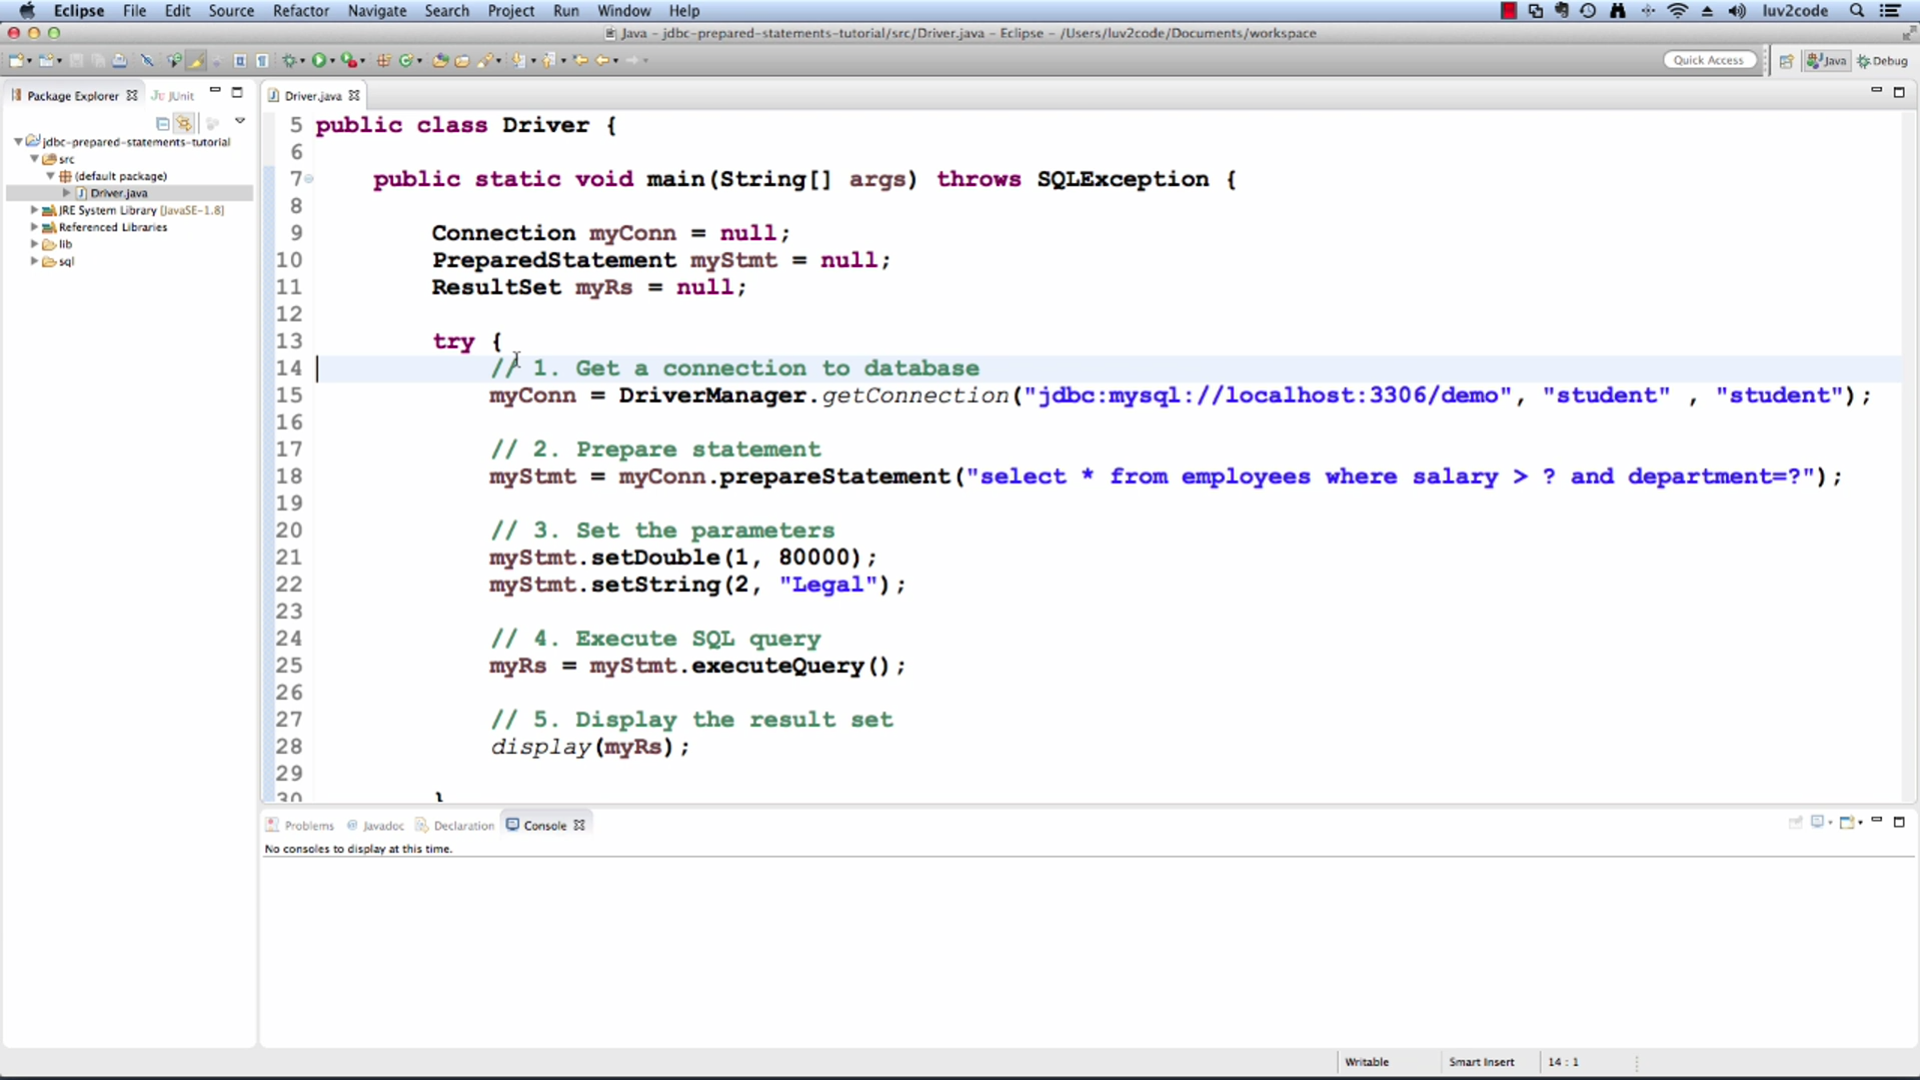 Eclipse File Edit Source Refactor Navigate Search Project Run Window Help luv2code
Java - jdbc-prepared-statements-tutorial/src/Driver.java - Eclipse - /Users/luv2code/Documents/workspace
Quick Access Java Debug
Package Explorer JUnit
jdbc-prepared-statements-tutorial
src
(default package)
Driver.java
JRE System Library [JavaSE-1.8]
Referenced Libraries
lib
sql
Driver.java
5 public class Driver {
6
7 public static void main(String[] args) throws SQLException {
8
9 Connection myConn = null;
10 PreparedStatement myStmt = null;
11 ResultSet myRs = null;
12
13 try {
14 // 1. Get a connection to database
15 myConn = DriverManager.getConnection("jdbc:mysql://localhost:3306/demo", "student" , "student");
16
17 // 2. Prepare statement
18 myStmt = myConn.prepareStatement("select * from employees where salary > ? and department=?");
19
20 // 3. Set the parameters
21 myStmt.setDouble(1, 80000);
22 myStmt.setString(2, "Legal");
23
24 // 4. Execute SQL query
25 myRs = myStmt.executeQuery();
26
27 // 5. Display the result set
28 display(myRs);
29
30 }
Problems Javadoc Declaration Console
No consoles to display at this time.
Writable Smart Insert 14 : 1